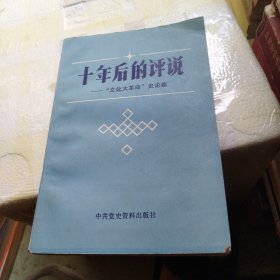 十年后的评说
——“文化大革命”史论集
中共党史资料出版社